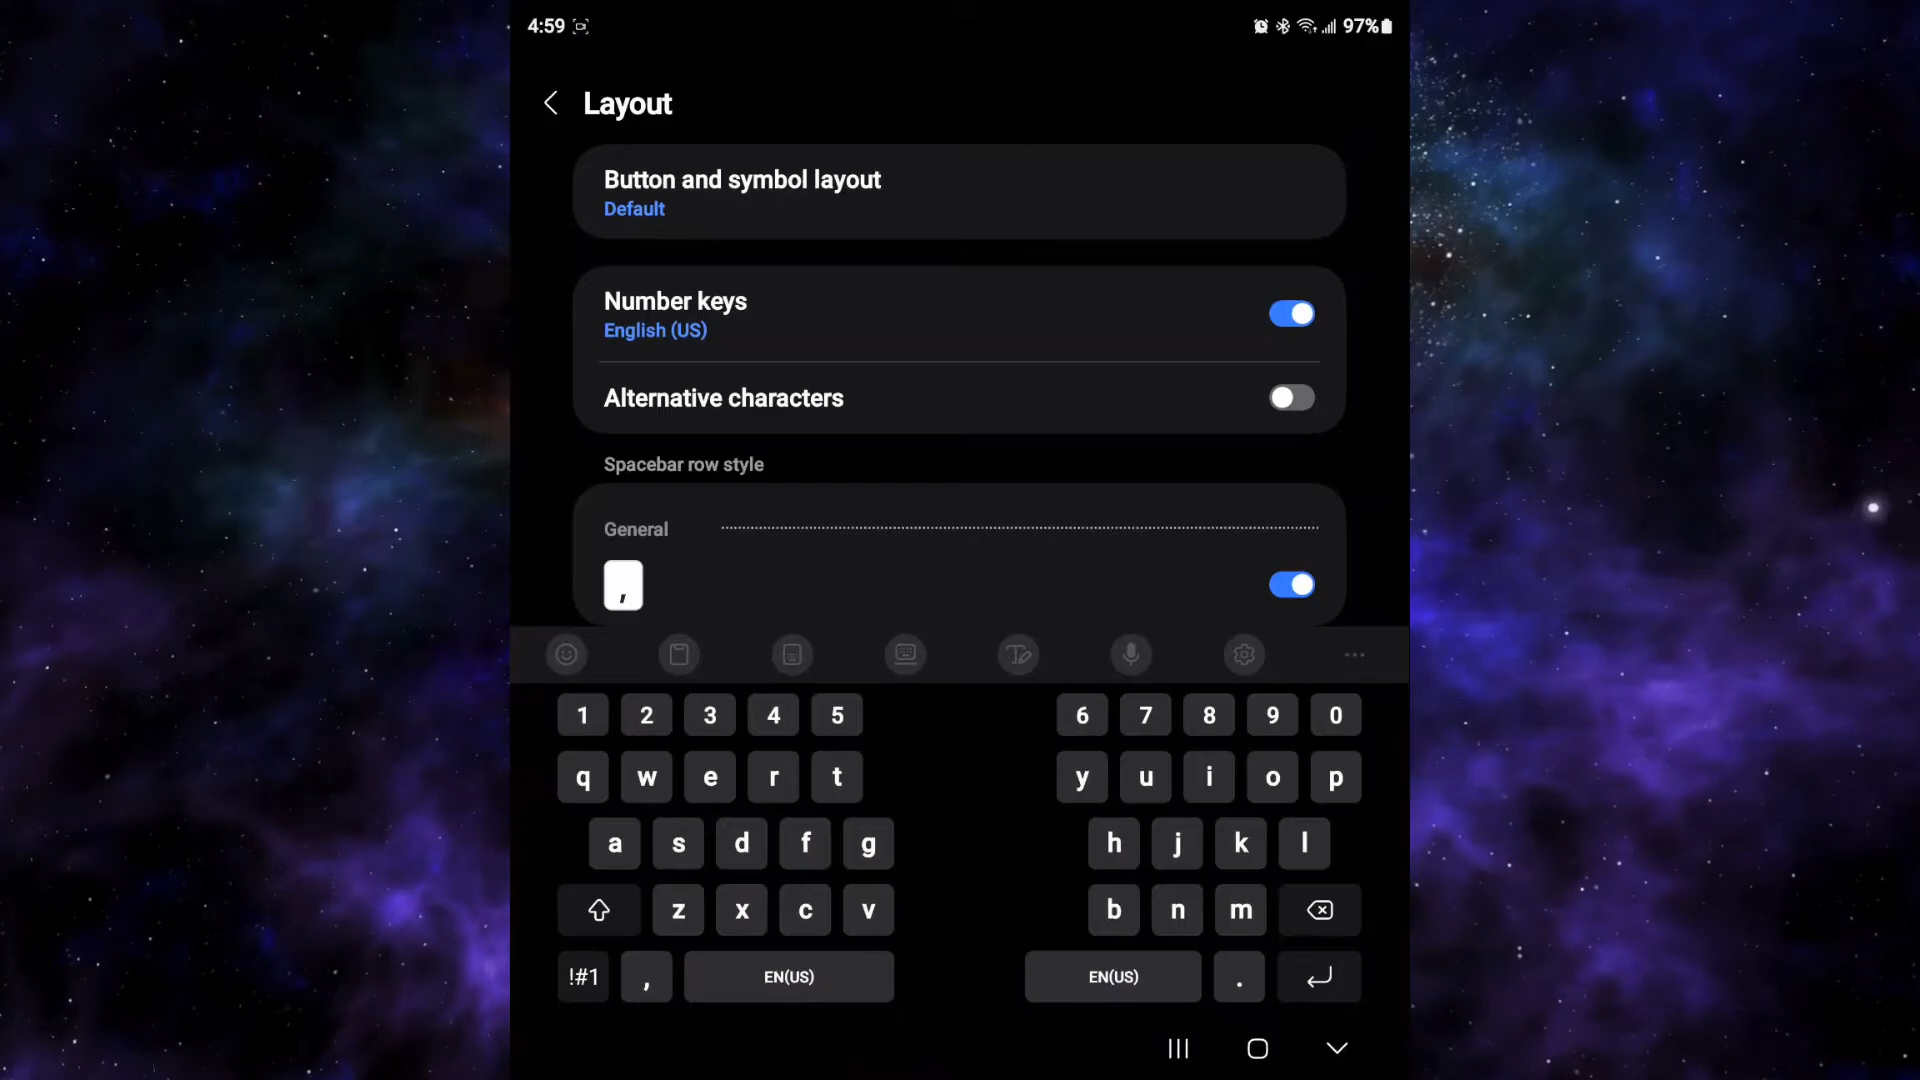 4:59 97%
Layout
Button and symbol layout
Default
Number keys
English (US)
Alternative characters
Spacebar row style
General
,
1 2 3 4 5 6 7 8 9 0
q w e r t y u i o p
a s d f g h j k l
z x c v b n m
!#1 , EN(US) EN(US) .